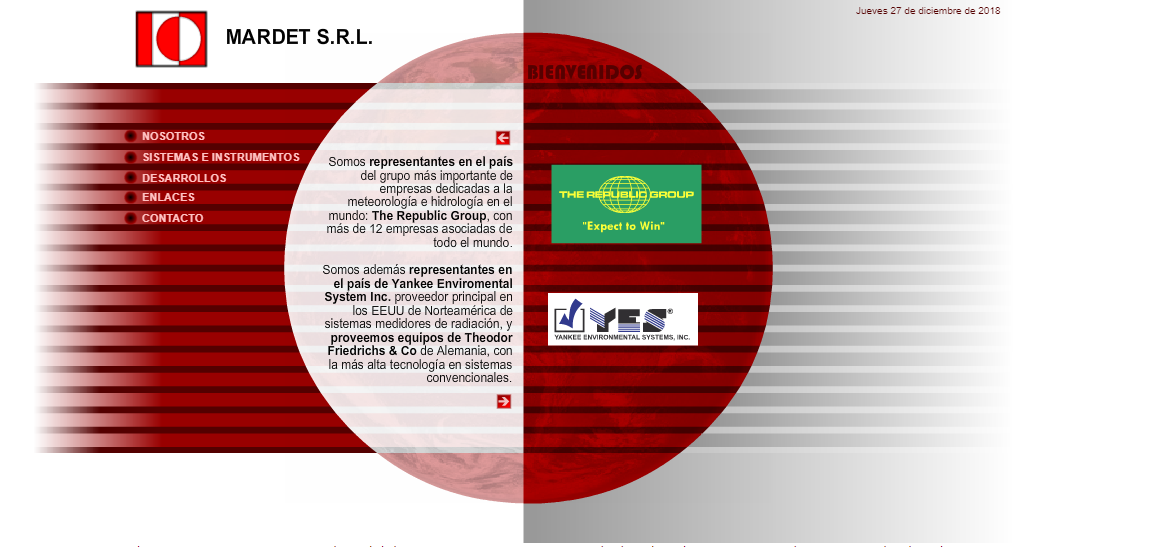 Jueves 27 de diciembre de 2018
MARDET S.R.L.
BIENVENIDOS
NOSOTROS
SISTEMAS E INSTRUMENTOS
DESARROLLOS
ENLACES
CONTACTO
Somos representantes en el país
del grupo más importante de
empresas dedicadas a la
meteorología e hidrología en el
mundo: The Republic Group, con
más de 12 empresas asociadas de
todo el mundo.
Somos además representantes en
el país de Yankee Enviromental
System Inc. proveedor principal en
los EEUU de Norteamérica de
sistemas medidores de radiación, y
proveemos equipos de Theodor
Friedrichs & Co de Alemania, con
la más alta tecnología en sistemas
convencionales.
THE REPUBLIC GROUP
"Expect to Win"
YES®
YANKEE ENVIRONMENTAL SYSTEMS, INC.